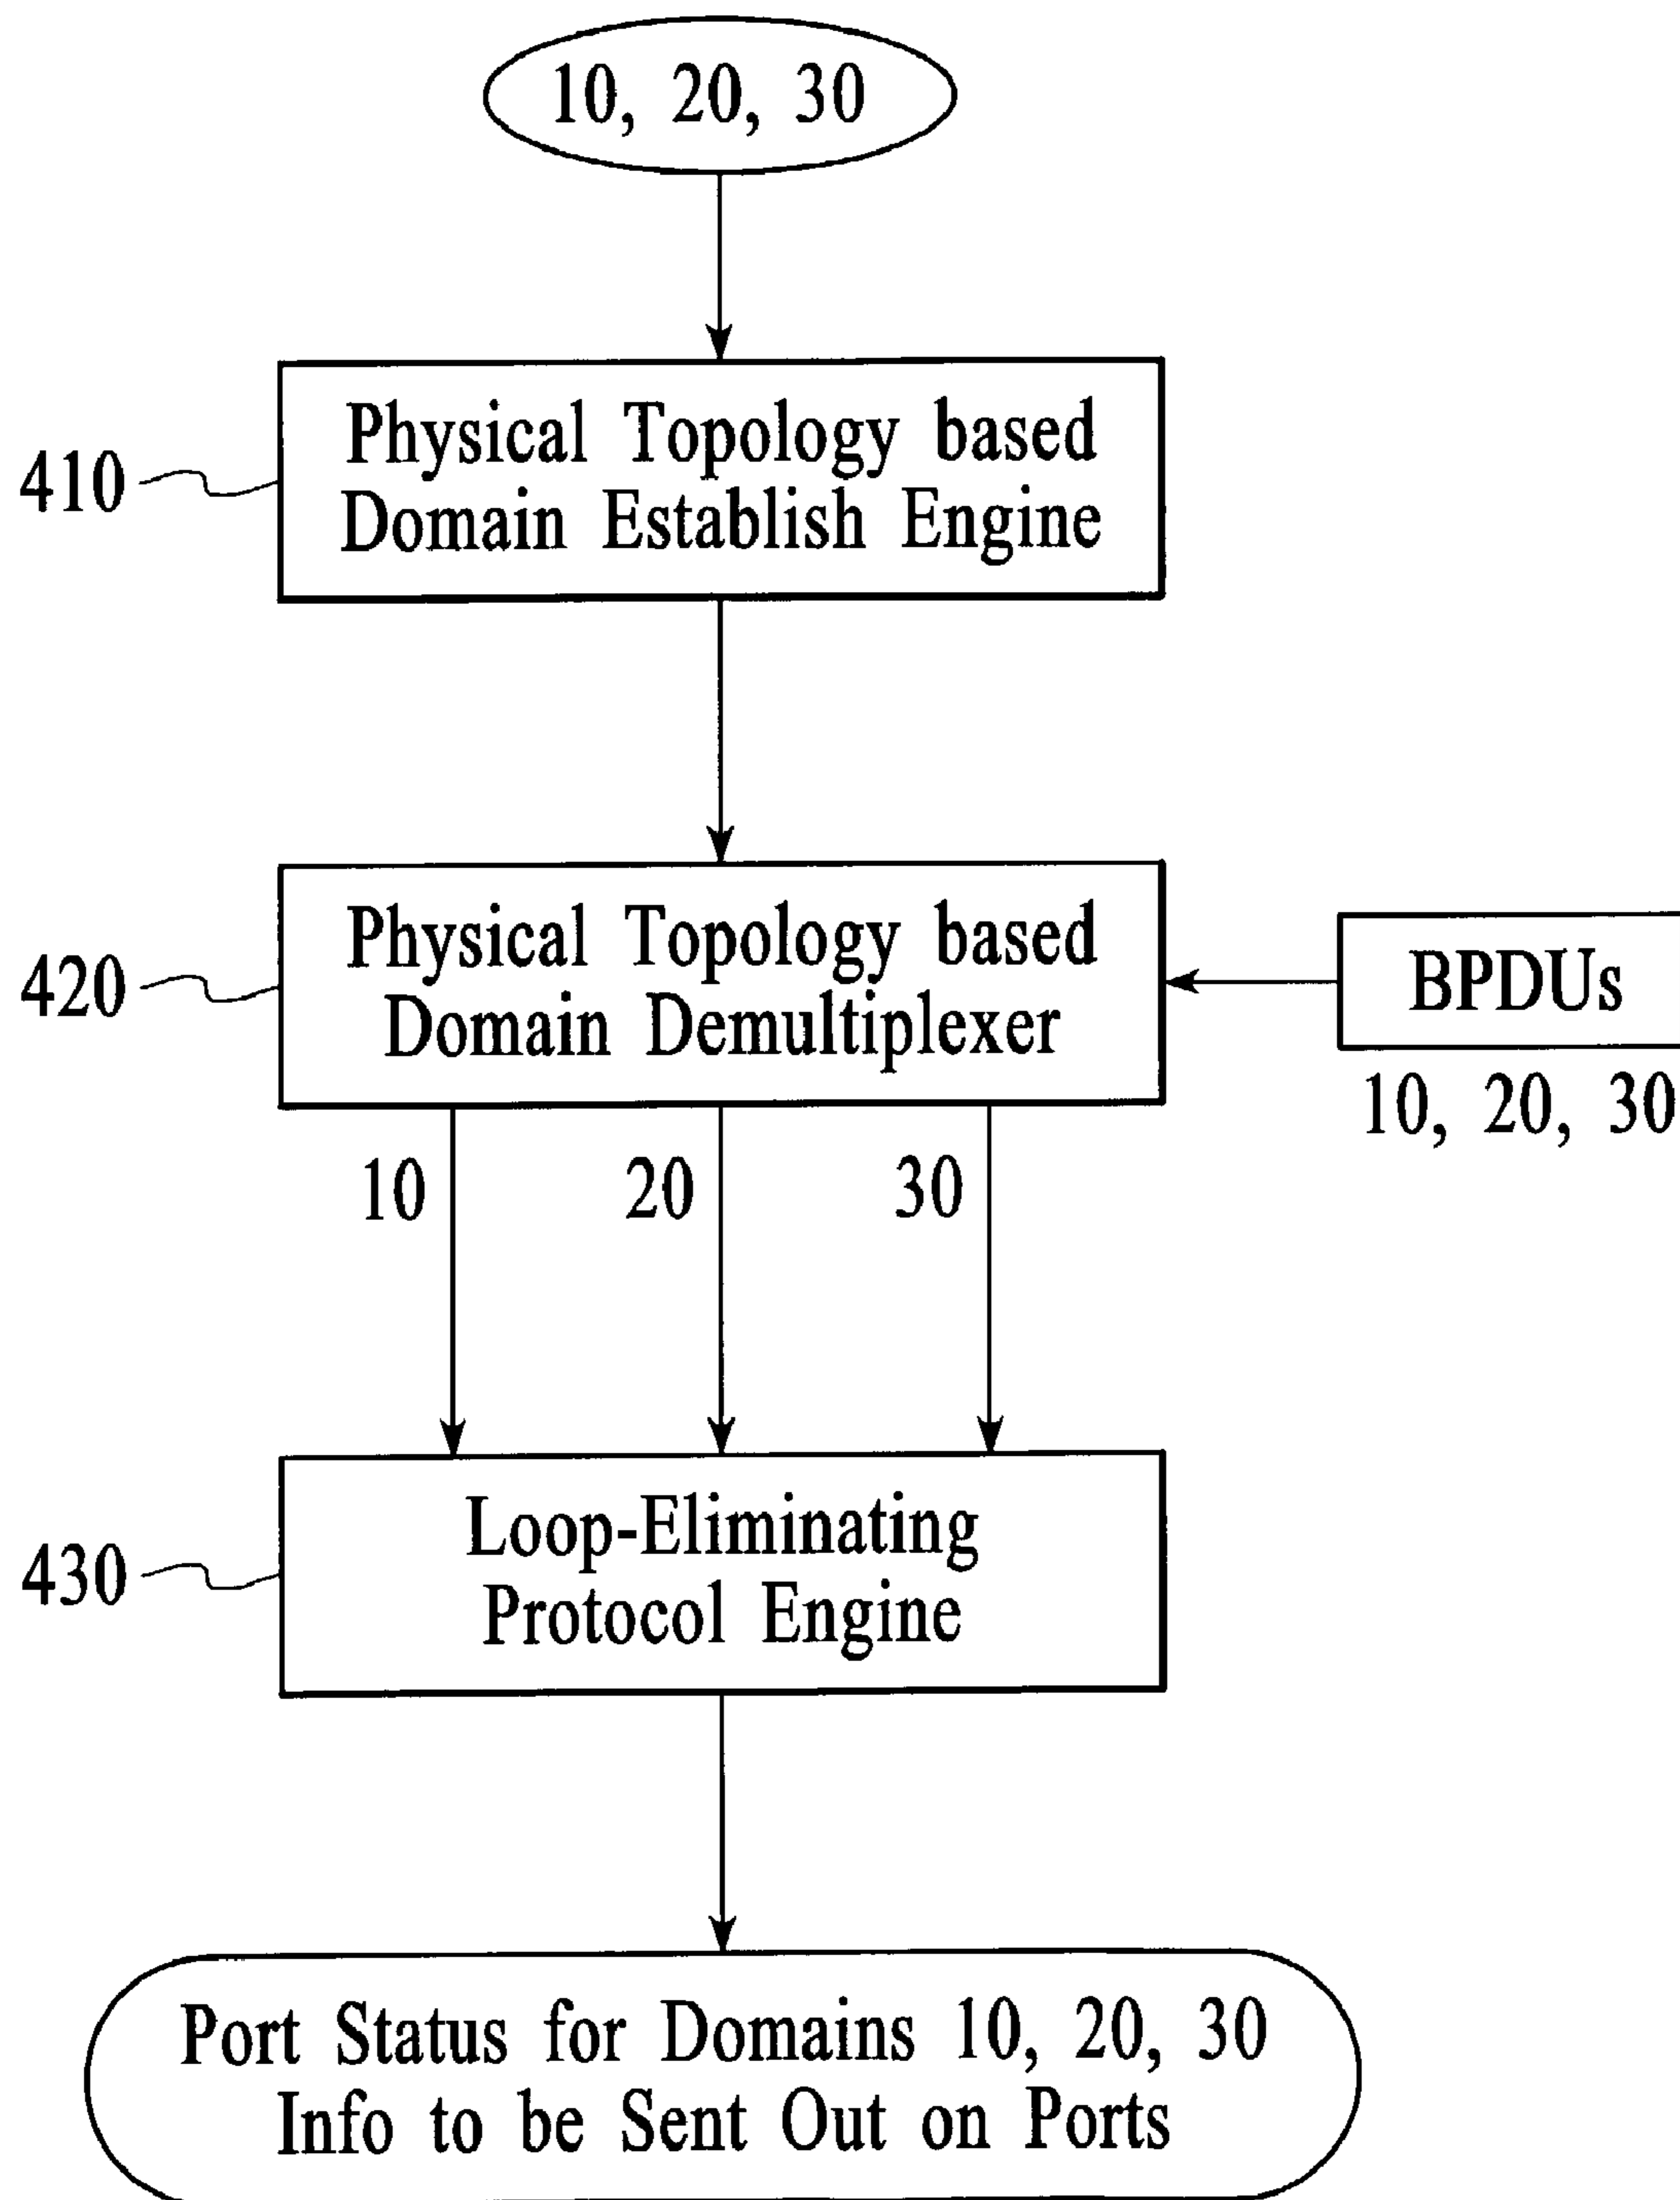 10, 20, 30
410
Physical Topology based
Domain Establish Engine
420
Physical Topology based
Domain Demultiplexer
BPDUs
10, 20, 30
10
20
30
430
Loop-Eliminating
Protocol Engine
Port Status for Domains 10, 20, 30
Info to be Sent Out on Ports